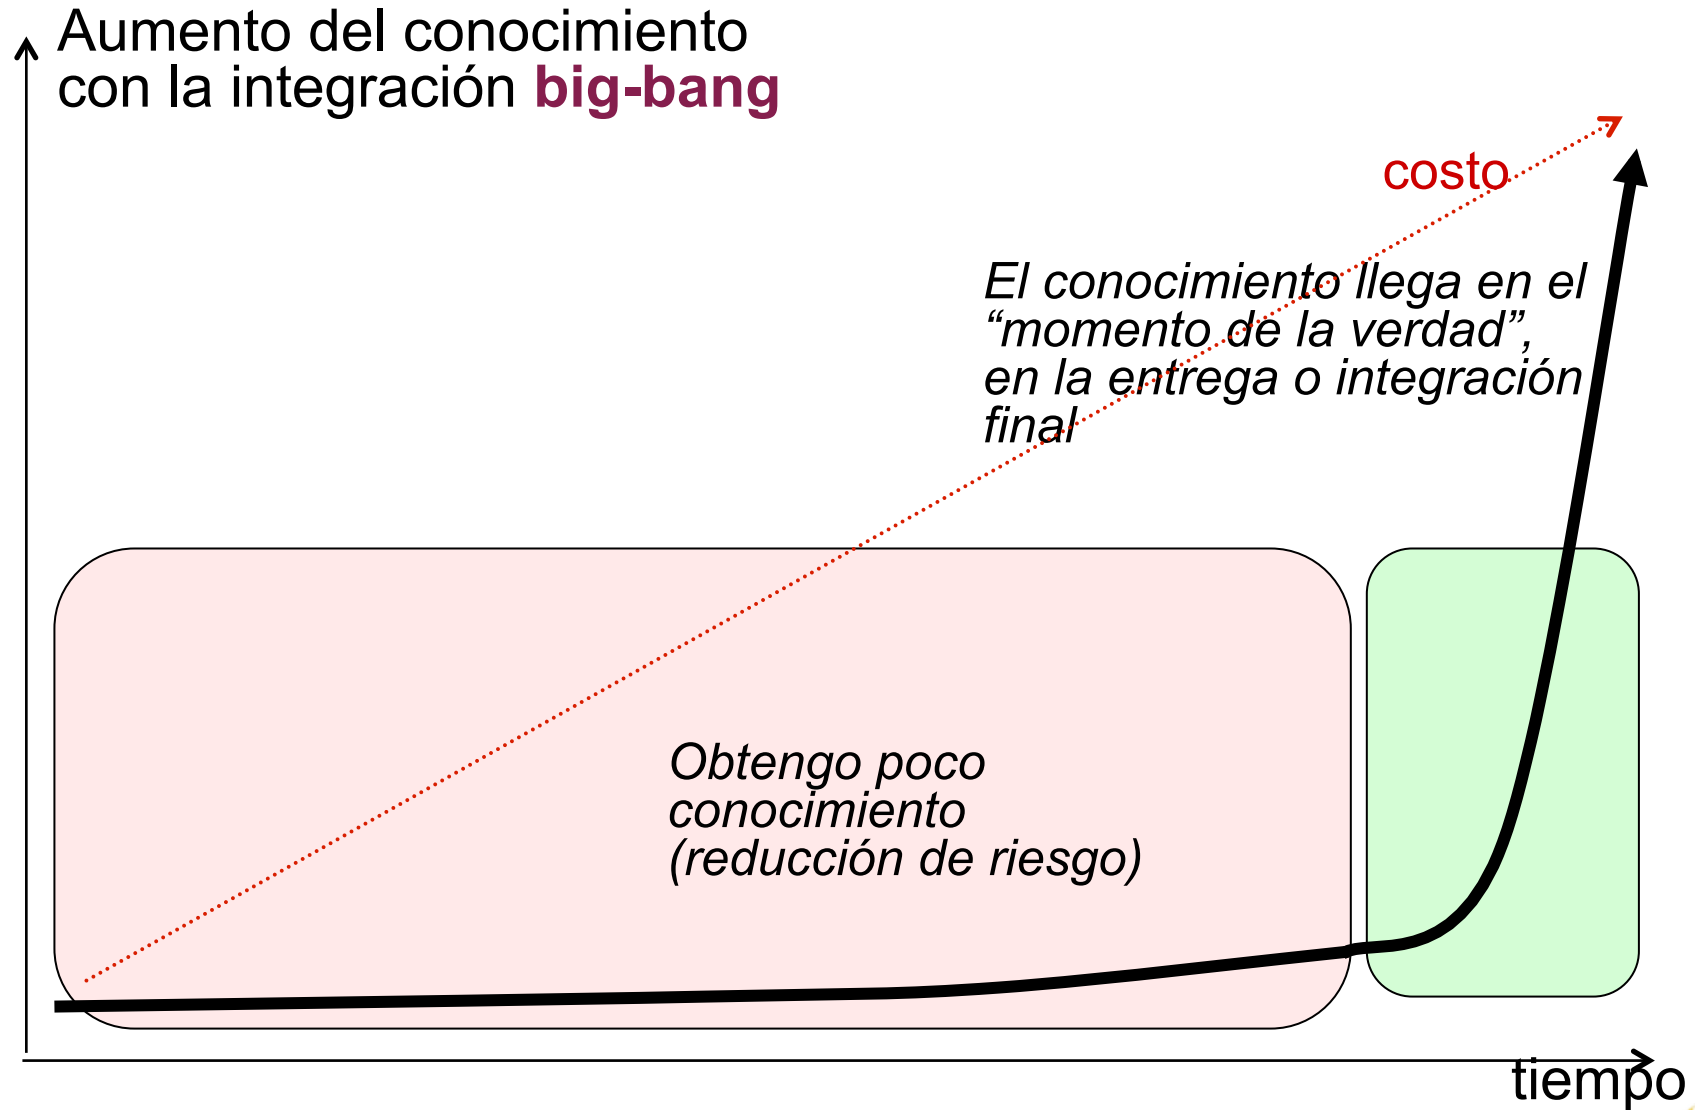 Aumento del conocimiento
con la integración big-bang
costo
El conocimiento llega en el
“momento de la verdad”,
en la entrega o integración
final
Obtengo poco
conocimiento
(reducción de riesgo)
tiempo